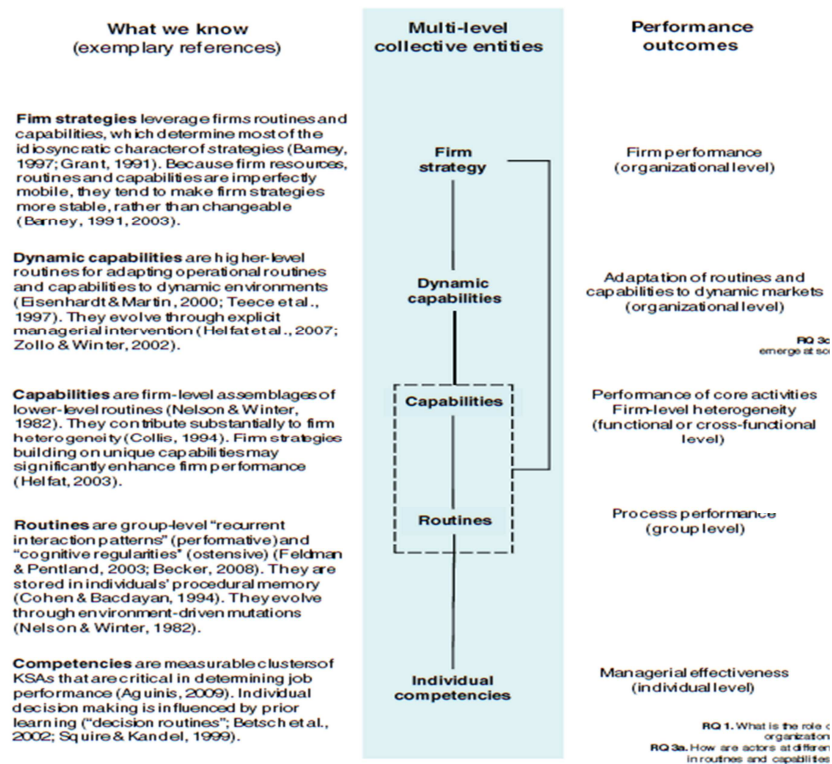 What we know
(exemplary references)
Multi-level
collective entities
Performance
outcomes
Firm strategies leverage firms routines and
capabilities, which determine most of the
idiosyncratic character of strategies (Barney,
1997; Grant, 1991). Because firm resources,
routines and capabilities are imperfectly
mobile, they tend to make firm strategies
more stable, rather than changeable
(Barney, 1991, 2003).
Firm
strategy
Firm performance
(organizational level)
Dynamic capabilities are higher-level
routines for adapting operational routines
and capabilities to dynamic environments
(Eisenhardt & Martin, 2000; Teece et al.,
1997). They evolve through explicit
managerial intervention (Helfat et al., 2007;
Zollo & Winter, 2002).
Dynamic
capabilities
Adaptation of routines and
capabilities to dynamic markets
(organizational level)
RQ 3c
emerge at
Capabilities are firm-level assemblages of
lower-level routines (Nelson & Winter,
1982). They contribute substantially to firm
heterogeneity (Collis, 1994). Firm strategies
building on unique capabilities may
significantly enhance firm performance
(Helfat, 2003).
Capabilities
Performance of core activities
Firm-level heterogeneity
(functional or cross-functional
level)
Routines are group-level "recurrent
interaction patterns" (performative) and
"cognitive regularities" (ostensive) (Feldman
& Pentland, 2003; Becker, 2008). They are
stored in individuals' procedural memory
(Cohen & Bacdayan, 1994). They evolve
through environment-driven mutations
(Nelson & Winter, 1982).
Routines
Process performance
(group level)
Competencies are measurable clusters of
KSAs that are critical in determining job
performance (Aguinis, 2009). Individual
decision making is influenced by prior
learning ("decision routines"; Betsch et al.,
2002; Squire & Kandel, 1999).
Individual
competencies
Managerial effectiveness
(individual level)
RQ 1. What is the role
organization
RQ 3a. How are actors at
in routines and capabilities